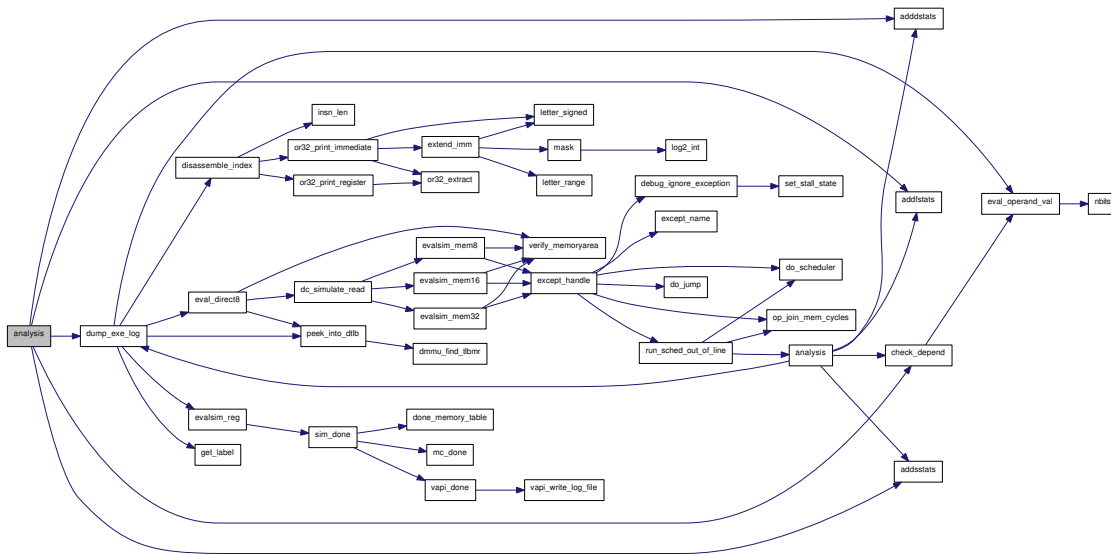 adddstats
insn_len
letter_signed
or32_print_immediate
extend_imm
mask
log2_int
disassemble_index
or32_print_register
or32_extract
letter_range
debug_ignore_exception
set_stall_state
addfstats
eval_operand_val
nbits
except_name
evalsim_mem8
verify_memoryarea
do_scheduler
eval_direct8
dc_simulate_read
evalsim_mem16
except_handle
do_jump
evalsim_mem32
op_join_mem_cycles
analysis
dump_exe_log
peek_into_dtlb
dmmu_find_tlbmr
run_sched_out_of_line
analysis
check_depend
evalsim_reg
sim_done
done_memory_table
get_label
mc_done
addsstats
vapi_done
vapi_write_log_file